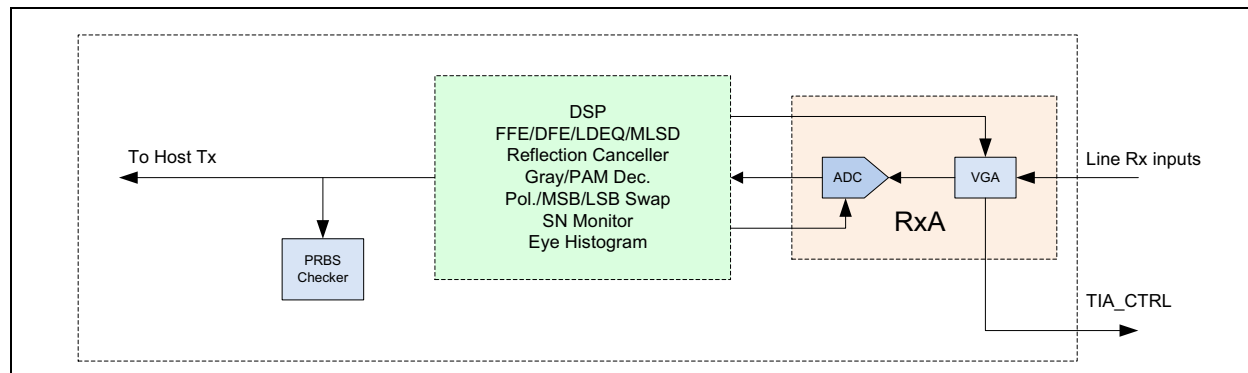 To Host Tx
PRBS
Checker
DSP
FFE/DFE/LDEQ/MLSD
Reflection Canceller
Gray/PAM Dec.
Pol./MSB/LSB Swap
SN Monitor
Eye Histogram
ADC
VGA
RxA
Line Rx inputs
TIA_CTRL